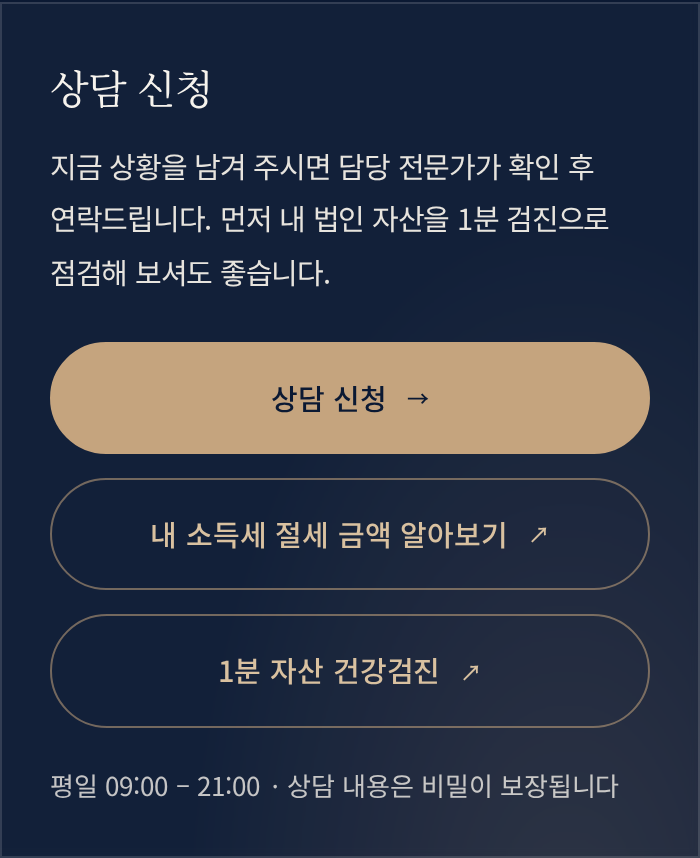 상담 신청
지금 상황을 남겨 주시면 담당 전문가가 확인 후
연락드립니다. 먼저 내 법인 자산을 1분 검진으로
점검해 보셔도 좋습니다.
상담 신청 →
내 소득세 절세 금액 알아보기 ↗
1분 자산 건강검진 ↗
평일 09:00 – 21:00 · 상담 내용은 비밀이 보장됩니다